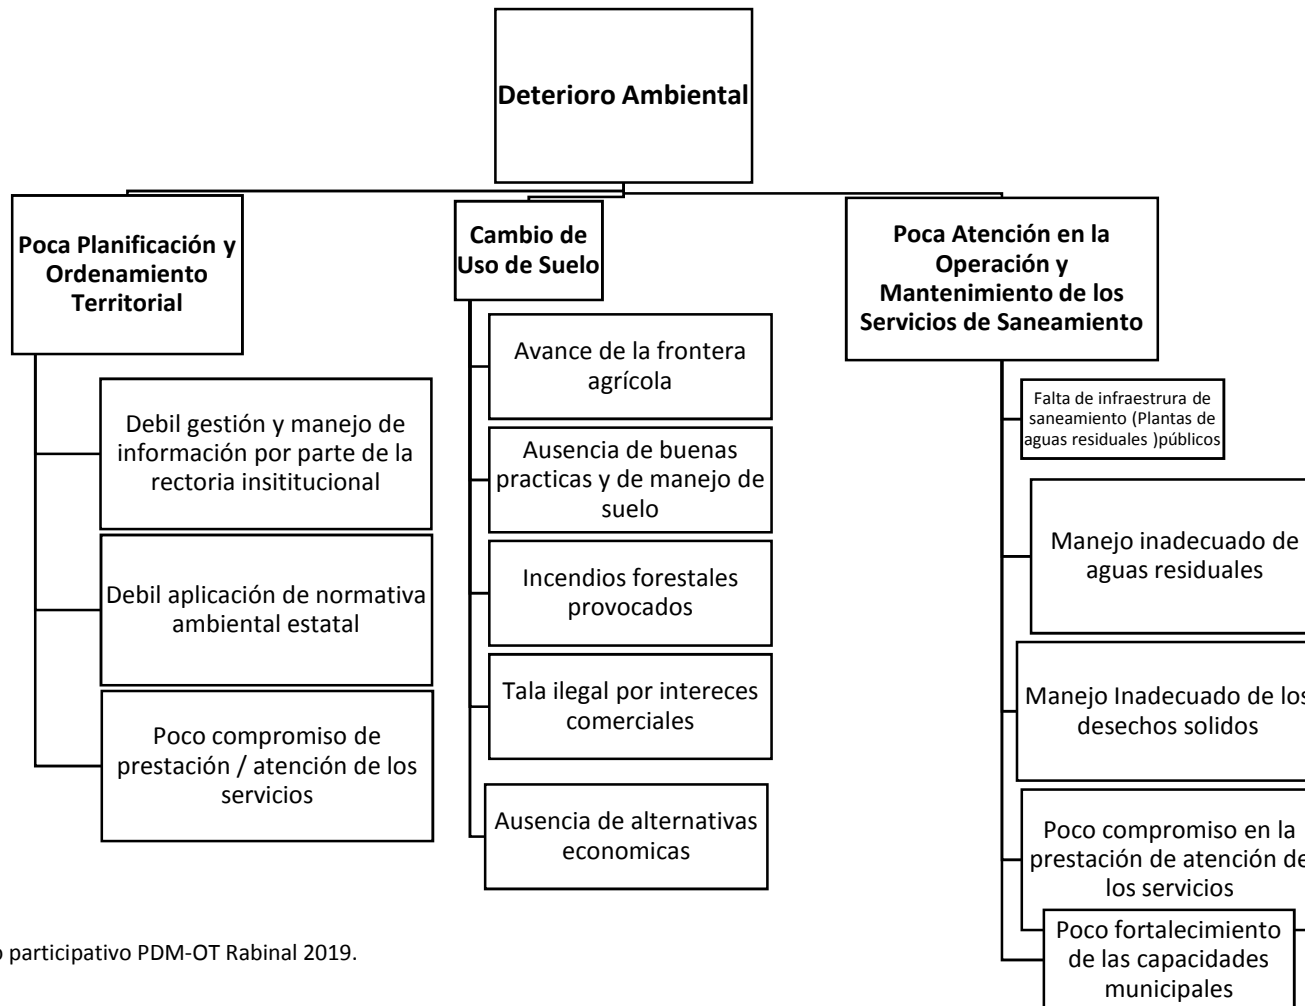 Deterioro Ambiental
Poca Planificación y
Ordenamiento
Territorial
Debil gestión y manejo de
información por parte de la
rectoria insititucional
Debil aplicación de normativa
ambiental estatal
Poco compromiso de
prestación / atención de los
servicios
Cambio de
Uso de Suelo
Avance de la frontera
agrícola
Ausencia de buenas
practicas y de manejo de
suelo
Incendios forestales
provocados
Tala ilegal por intereces
comerciales
Ausencia de alternativas
economicas
Poca Atención en la
Operación y
Mantenimiento de los
Servicios de Saneamiento
Falta de infraestrura de
saneamiento (Plantas de
aguas residuales )públicos
Manejo inadecuado de
aguas residuales
Manejo Inadecuado de los
desechos solidos
Poco compromiso en la
prestación de atención de
los servicios
Poco fortalecimiento
de las capacidades
municipales
o participativo PDM-OT Rabinal 2019.